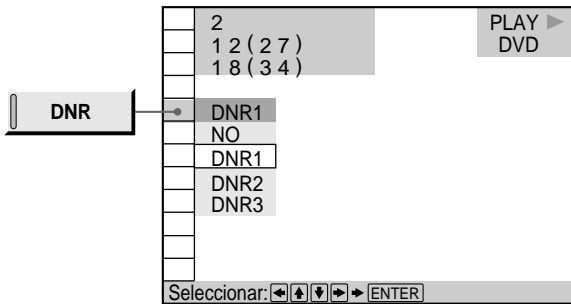 2
12(27)
18(34)
PLAY
DVD
DNR
DNR1
NO
DNR1
DNR2
DNR3
Seleccionar: ENTER